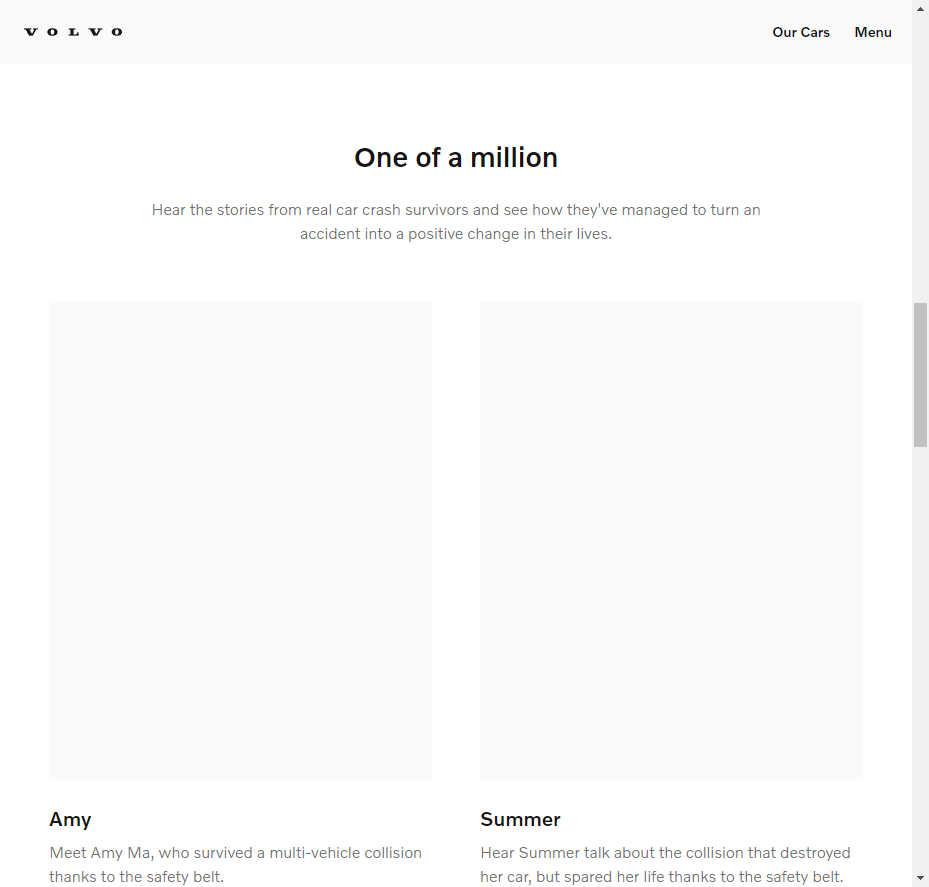 VOLVO
Our Cars
Menu
One of a million
Hear the stories from real car crash survivors and see how they've managed to turn an
accident into a positive change in their lives.
Amy
Meet Amy Ma, who survived a multi-vehicle collision
thanks to the safety belt.
Summer
Hear Summer talk about the collision that destroyed
her car, but spared her life thanks to the safety belt.